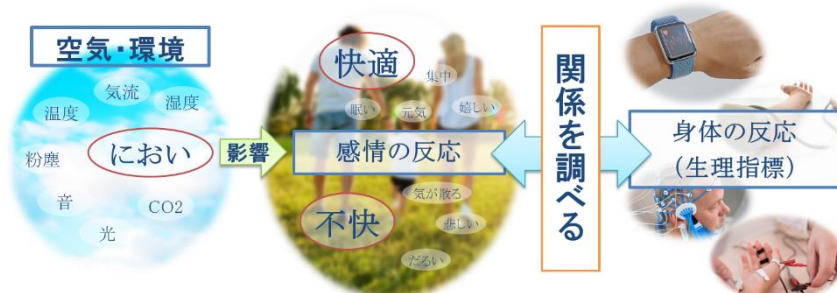 空気・環境
気流
温度
湿度
におい
粉塵
音
CO2
光
影響
快適
集中
眠い
元気
嬉しい
感情の反応
気が散る
不快
悲しい
だるい
関係を調べる
身体の反応
(生理指標)